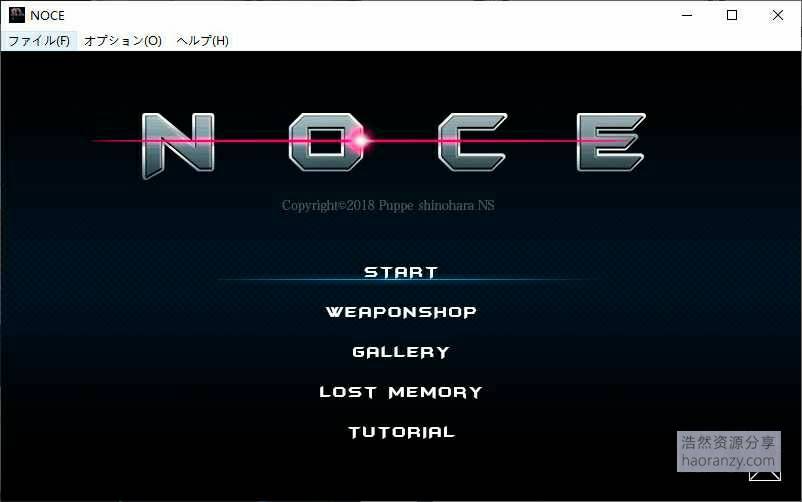 NOCE
ファイル(F) オプション(O) ヘルプ(H)
NOCE
Copyright©2018 Puppe shinohara NS
START
WEAPONSHOP
GALLERY
LOST MEMORY
TUTORIAL
浩然资源分享
haoranzy.com